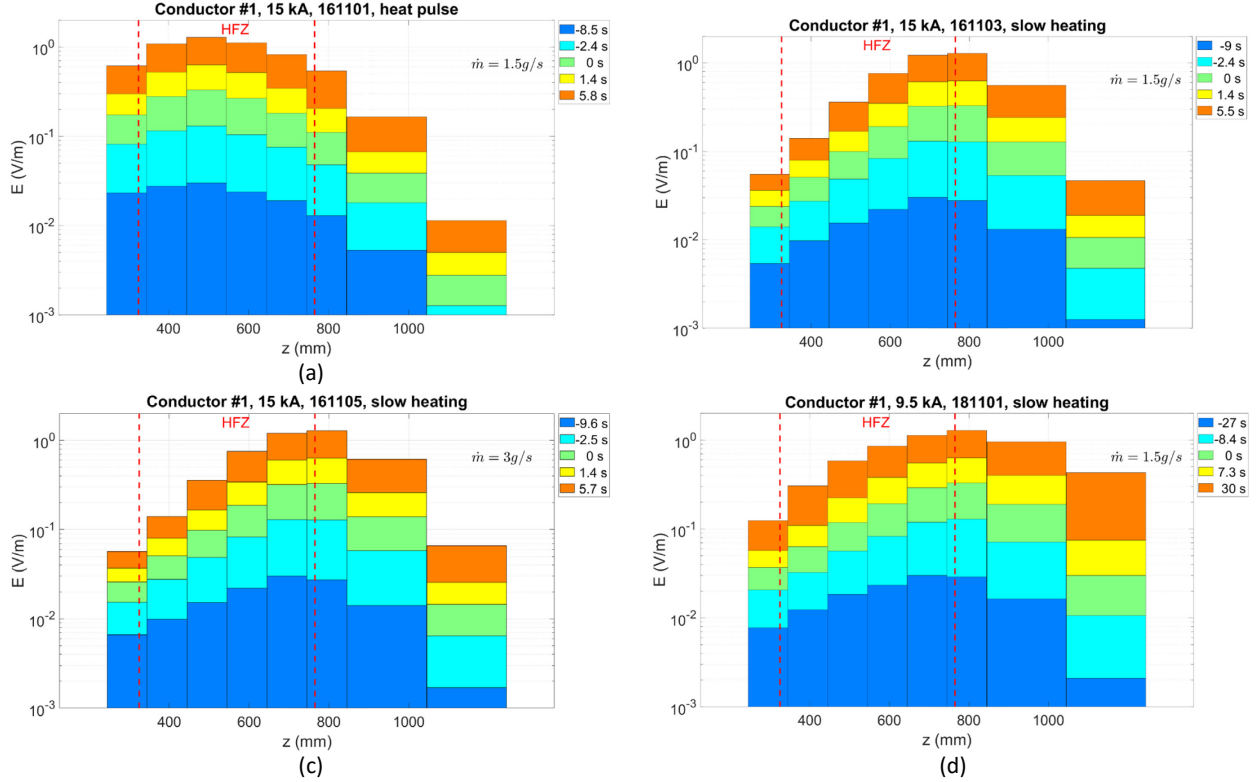 Conductor #1, 15 kA, 161101, heat pulse
HFZ
ṁ = 1.5g/s
-8.5 s
-2.4 s
0 s
1.4 s
5.8 s
10^0
10^-1
10^-2
10^-3
E (V/m)
400 600 800 1000
z (mm)
(a)
Conductor #1, 15 kA, 161103, slow heating
HFZ
ṁ = 1.5g/s
-9 s
-2.4 s
0 s
1.4 s
5.5 s
10^0
10^-1
10^-2
10^-3
E (V/m)
400 600 800 1000
z (mm)
Conductor #1, 15 kA, 161105, slow heating
HFZ
ṁ = 3g/s
-9.6 s
-2.5 s
0 s
1.4 s
5.7 s
10^0
10^-1
10^-2
10^-3
E (V/m)
400 600 800 1000
z (mm)
(c)
Conductor #1, 9.5 kA, 181101, slow heating
HFZ
ṁ = 1.5g/s
-27 s
-8.4 s
0 s
7.3 s
30 s
10^0
10^-1
10^-2
10^-3
E (V/m)
400 600 800 1000
z (mm)
(d)